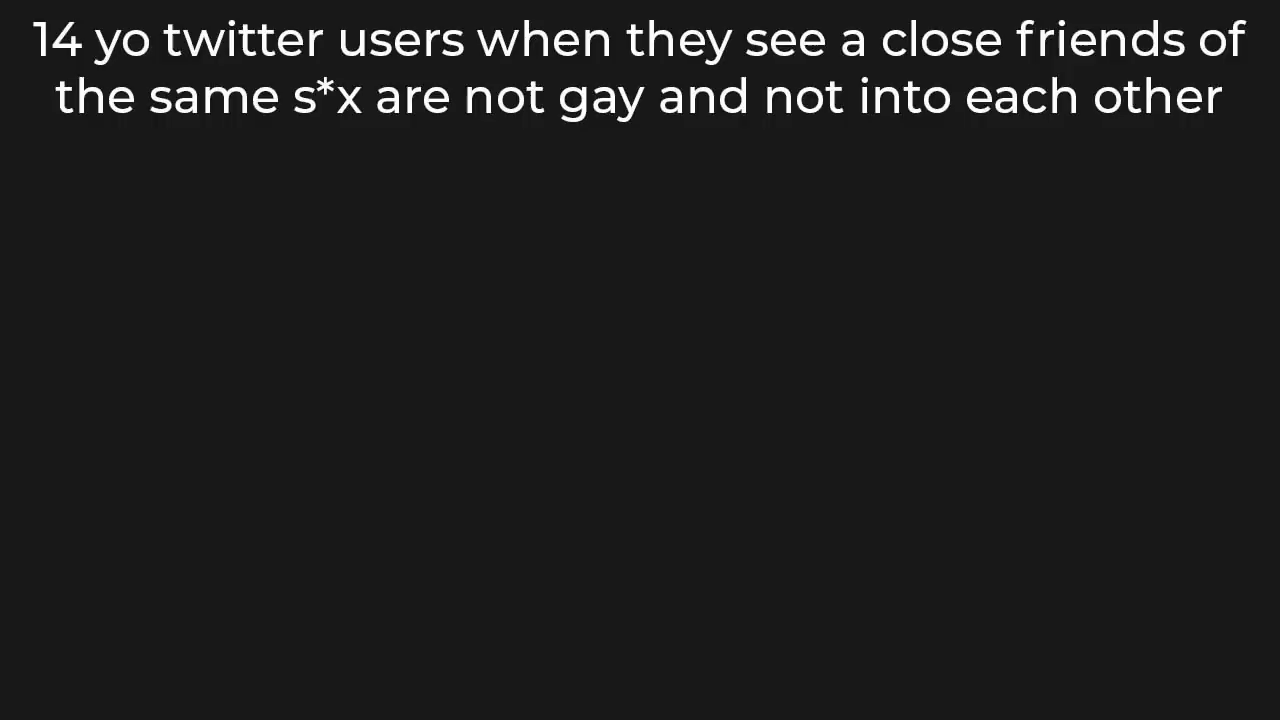 14 yo twitter users when they see a close friends of
the same s*x are not gay and not into each other